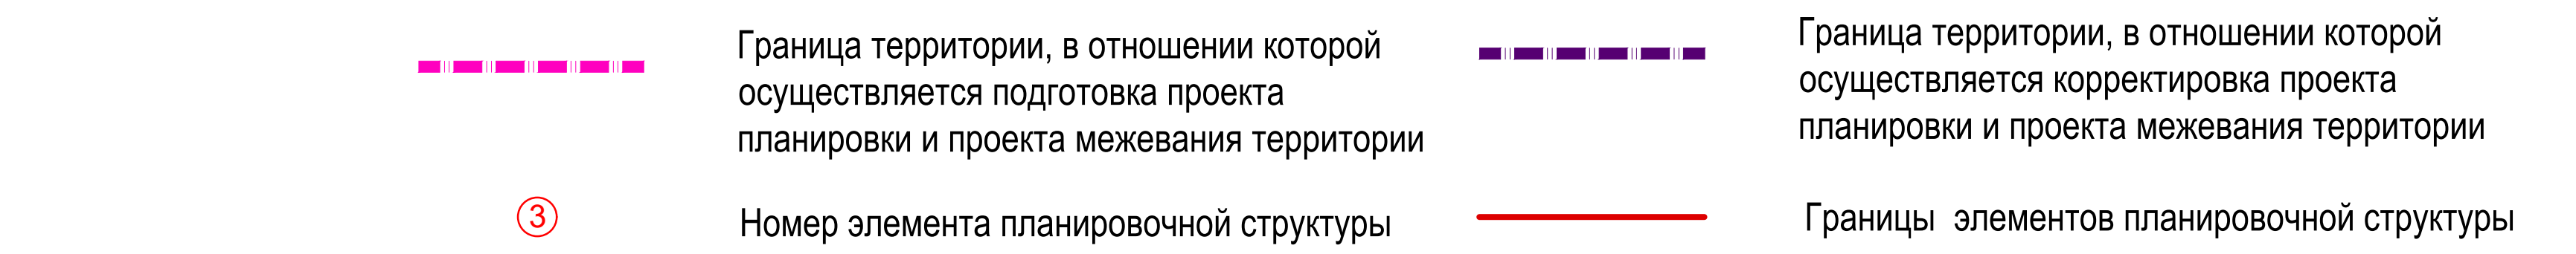 Граница территории, в отношении которой
осуществляется подготовка проекта
планировки и проекта межевания территории
Граница территории, в отношении которой
осуществляется корректировка проекта
планировки и проекта межевания территории
3
Номер элемента планировочной структуры
Границы элементов планировочной структуры